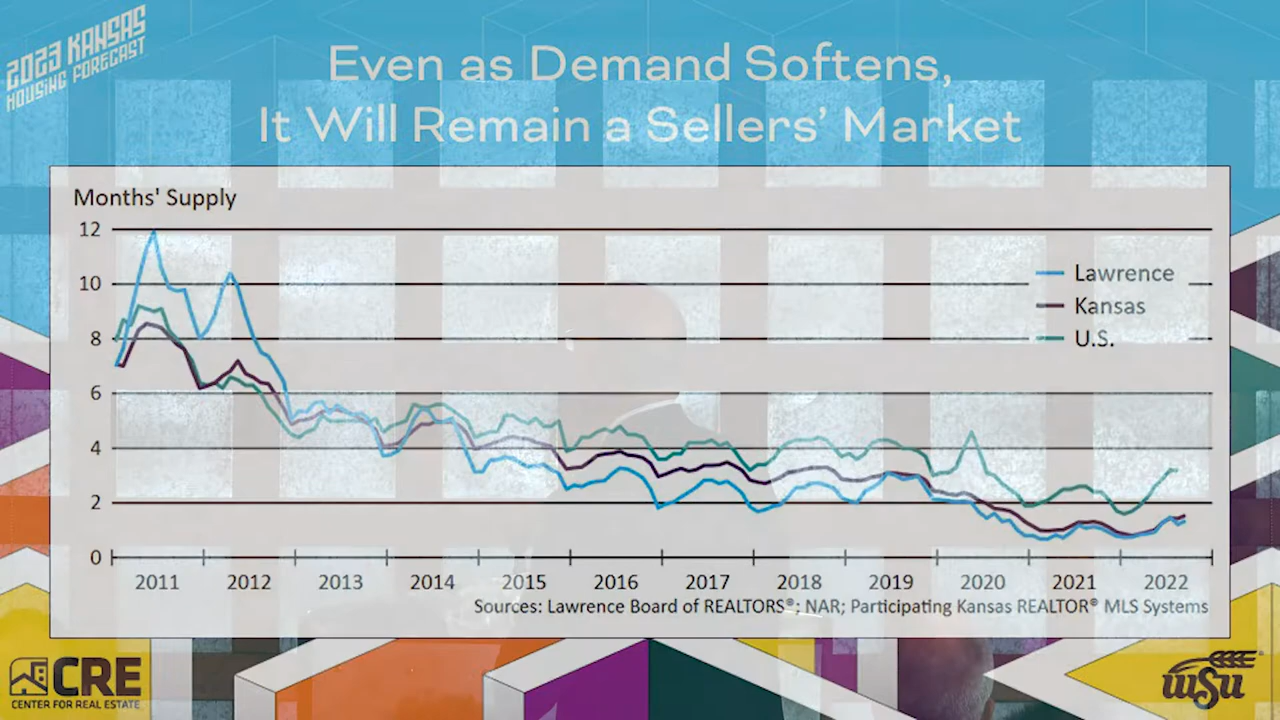 2023 KANSAS
HOUSING FORECAST
Even as Demand Softens,
It Will Remain a Sellers' Market
Months' Supply
12
10
8
6
4
2
0
Lawrence
Kansas
U.S.
2011 2012 2013 2014 2015 2016 2017 2018 2019 2020 2021 2022
Sources: Lawrence Board of REALTORS®; NAR; Participating Kansas REALTOR® MLS Systems
CRE
CENTER FOR REAL ESTATE
WSU